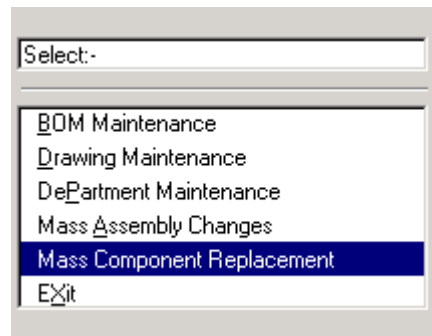 Select:-
BOM Maintenance
Drawing Maintenance
DePartment Maintenance
Mass Assembly Changes
Mass Component Replacement
EXit